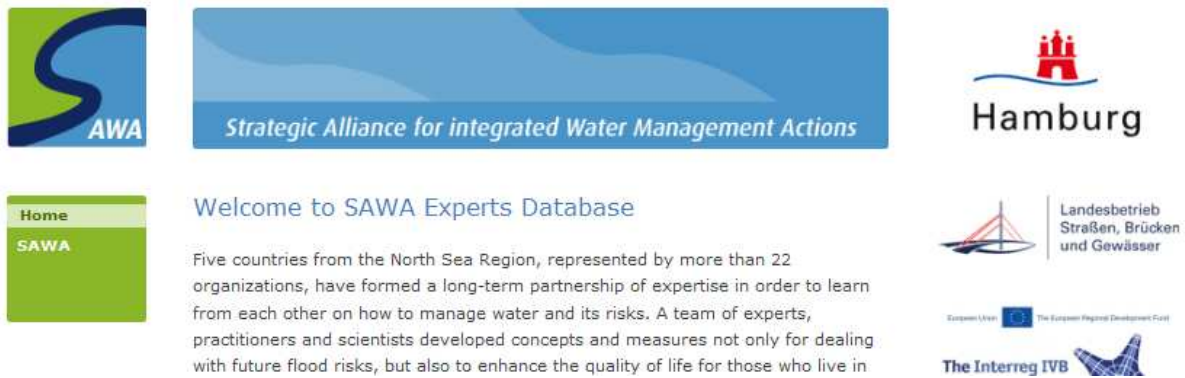 AWA
Strategic Alliance for integrated Water Management Actions
Hamburg
Home
SAWA
Welcome to SAWA Experts Database
Five countries from the North Sea Region, represented by more than 22
organizations, have formed a long-term partnership of expertise in order to learn
from each other on how to manage water and its risks. A team of experts,
practitioners and scientists developed concepts and measures not only for dealing
with future flood risks, but also to enhance the quality of life for those who live in
Landesbetrieb
Straßen, Brücken
und Gewässer
European Union
The European Regional Development Fund
The Interreg IVB